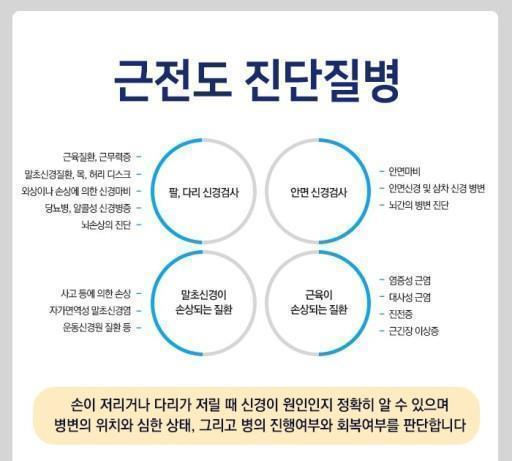 근전도 진단질병
근육질환, 근무력증
말초신경질환, 목, 허리 디스크
외상이나 손상에 의한 신경마비
당뇨병, 알콜성 신경병증
뇌손상의 진단
팔, 다리 신경검사
안면 신경검사
안면마비
안면신경 및 삼차 신경 병변
뇌간의 병변 진단
사고 등에 의한 손상
자가면역성 말초신경염
운동신경원 질환 등
말초신경이
손상되는 질환
근육이
손상되는 질환
염증성 근염
대사성 근염
진전증
근긴장 이상증
손이 저리거나 다리가 저릴 때 신경이 원인인지 정확히 알 수 있으며
병변의 위치와 심한 상태, 그리고 병의 진행여부와 회복여부를 판단합니다